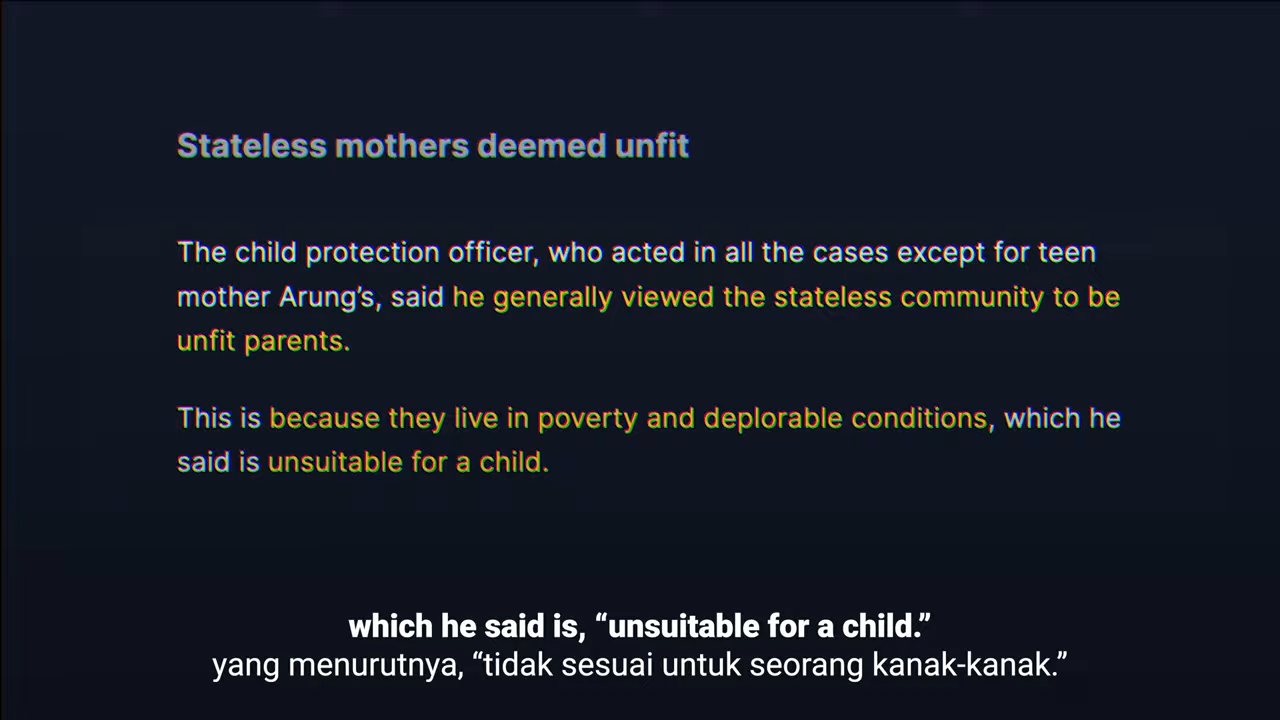 Stateless mothers deemed unfit
The child protection officer, who acted in all the cases except for teen
mother Arung’s, said he generally viewed the stateless community to be
unfit parents.
This is because they live in poverty and deplorable conditions, which he
said is unsuitable for a child.
which he said is, “unsuitable for a child.”
yang menurutnya, “tidak sesuai untuk seorang kanak-kanak.”